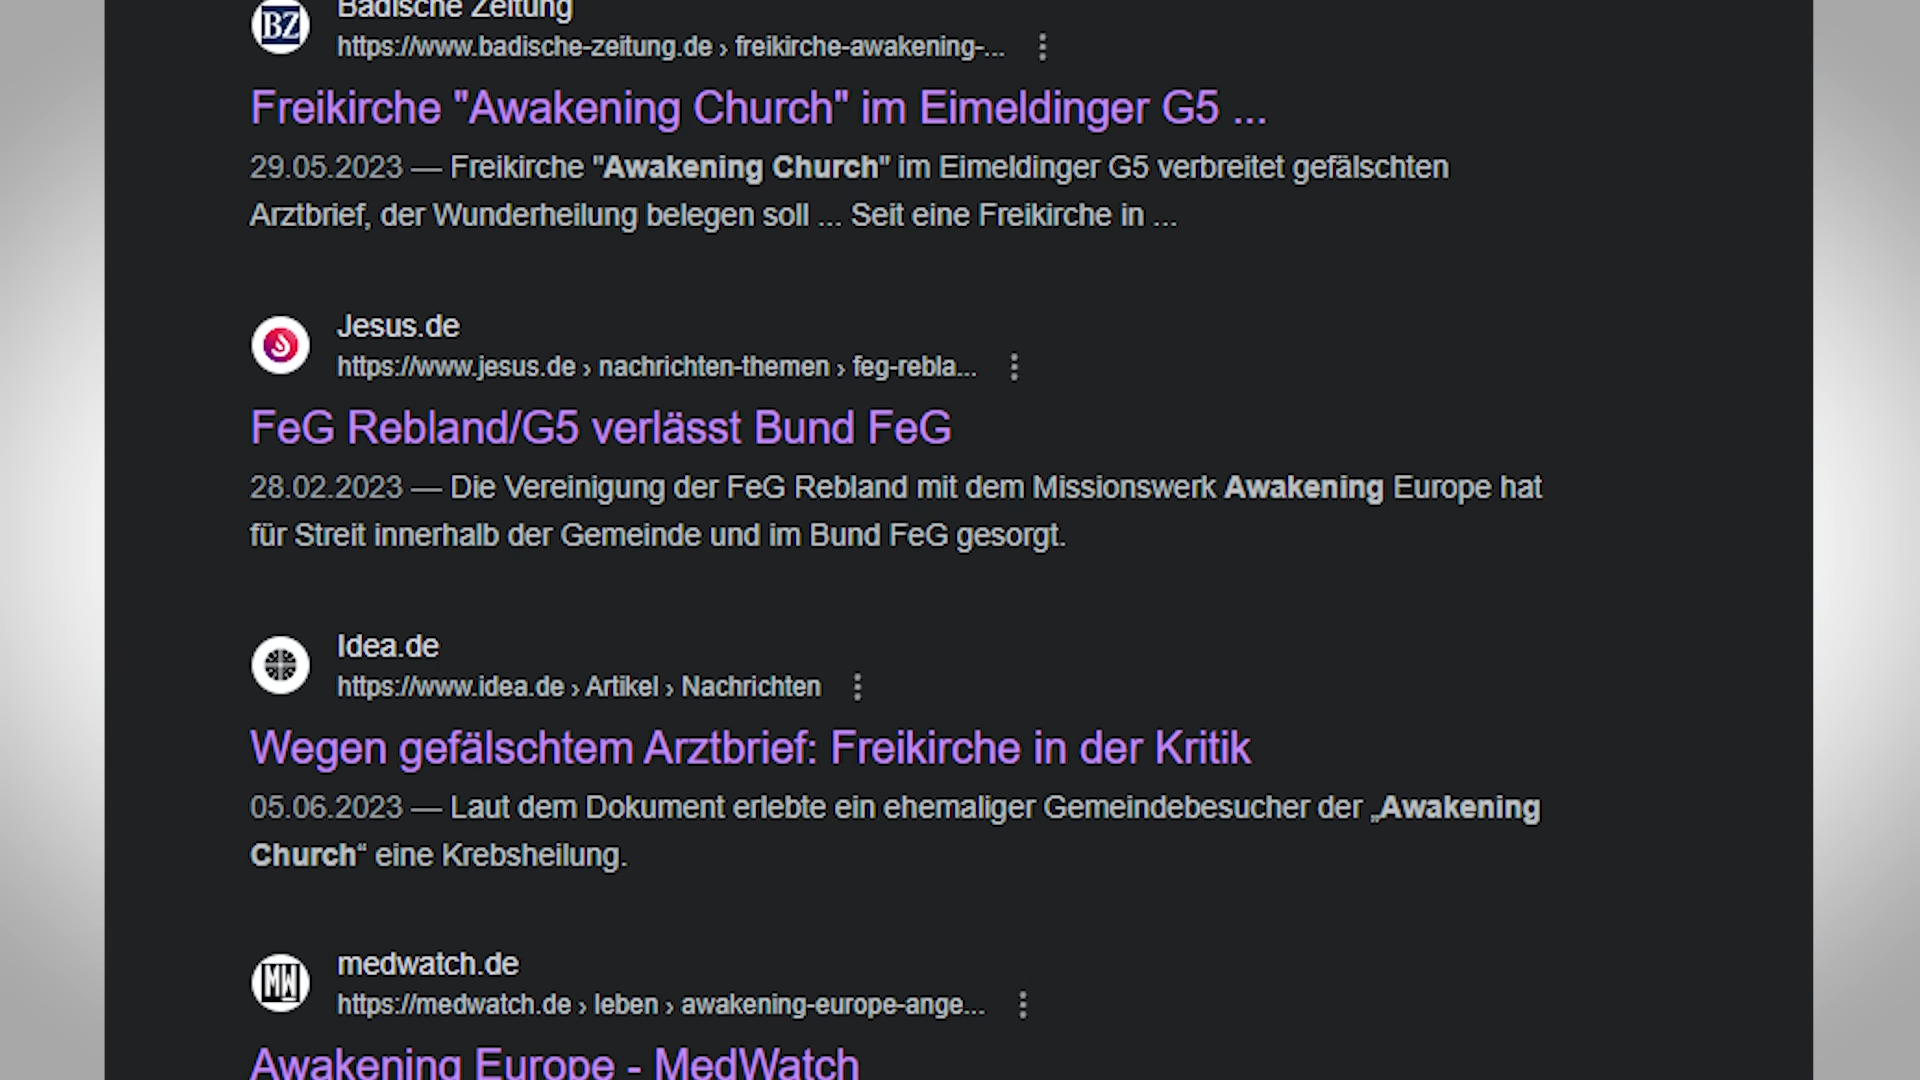 Badische Zeitung
BZ
https://www.badische-zeitung.de › freikirche-awakening-...
Freikirche "Awakening Church" im Eimeldinger G5 ...
29.05.2023 — Freikirche "Awakening Church" im Eimeldinger G5 verbreitet gefälschten
Arztbrief, der Wunderheilung belegen soll ... Seit eine Freikirche in ...
Jesus.de
https://www.jesus.de › nachrichten-themen › feg-rebla...
FeG Rebland/G5 verlässt Bund FeG
28.02.2023 — Die Vereinigung der FeG Rebland mit dem Missionswerk Awakening Europe hat
für Streit innerhalb der Gemeinde und im Bund FeG gesorgt.
Idea.de
https://www.idea.de › Artikel › Nachrichten
Wegen gefälschtem Arztbrief: Freikirche in der Kritik
05.06.2023 — Laut dem Dokument erlebte ein ehemaliger Gemeindebesucher der „Awakening
Church“ eine Krebsheilung.
medwatch.de
MW
https://medwatch.de › leben › awakening-europe-ange...
Awakening Europe - MedWatch